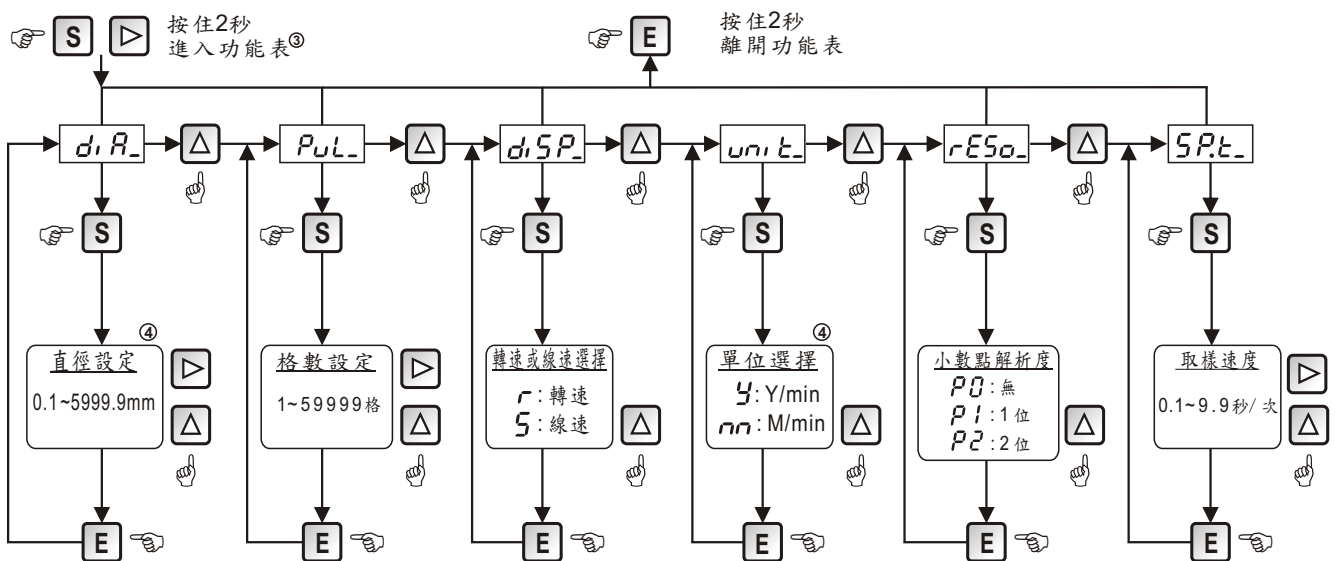 S
按住2秒
進入功能表③
E
按住2秒
離開功能表
diA_
PuL_
diSP_
unit_
rESo_
SP.t_
S
S
S
S
S
S
④
直徑設定
0.1~5999.9mm
格數設定
1~59999格
轉速或線速選擇
r:轉速
S:線速
④
單位選擇
y:Y/min
m:M/min
小數點解析度
P0:無
P1:1位
P2:2位
取樣速度
0.1~9.9秒/次
E
E
E
E
E
E